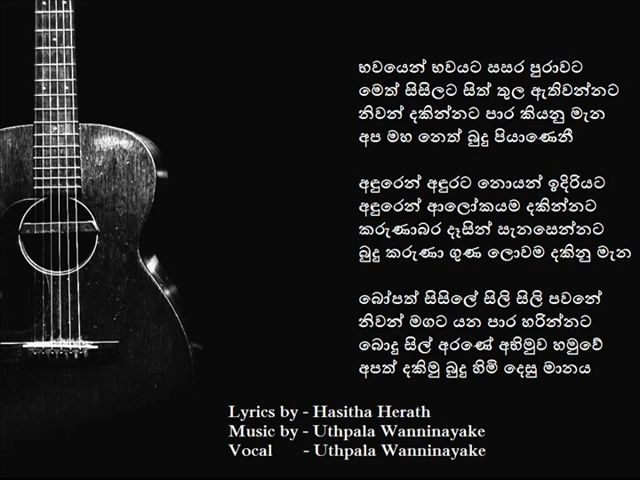 භවයෙන් භවයට සසර පුරාවට
මෙත් සිසිලට සිත් තුල ඇතිවන්නට
නිවන් දකින්නට පාර කියනු මැන
අප මහ නෙත් බුදු පියාණෙනී
අඳුරෙන් අඳුරට නොයන් ඉදිරියට
අඳුරෙන් ආලෝකයම දකින්නට
කරුණාබර දෑසින් සැනසෙන්නට
බුදු කරුණා ගුණ ලොවම දකිනු මැන
බෝපත් සිසිලේ සිලි සිලි පවනේ
නිවන් මගට යන පාර හරින්නට
බොදු සිල් අරණේ අභිමුව හමුවේ
අපත් දකිමු බුදු හිමි දෙසු මානය
Lyrics by - Hasitha Herath
Music by - Uthpala Wanninayake
Vocal - Uthpala Wanninayake